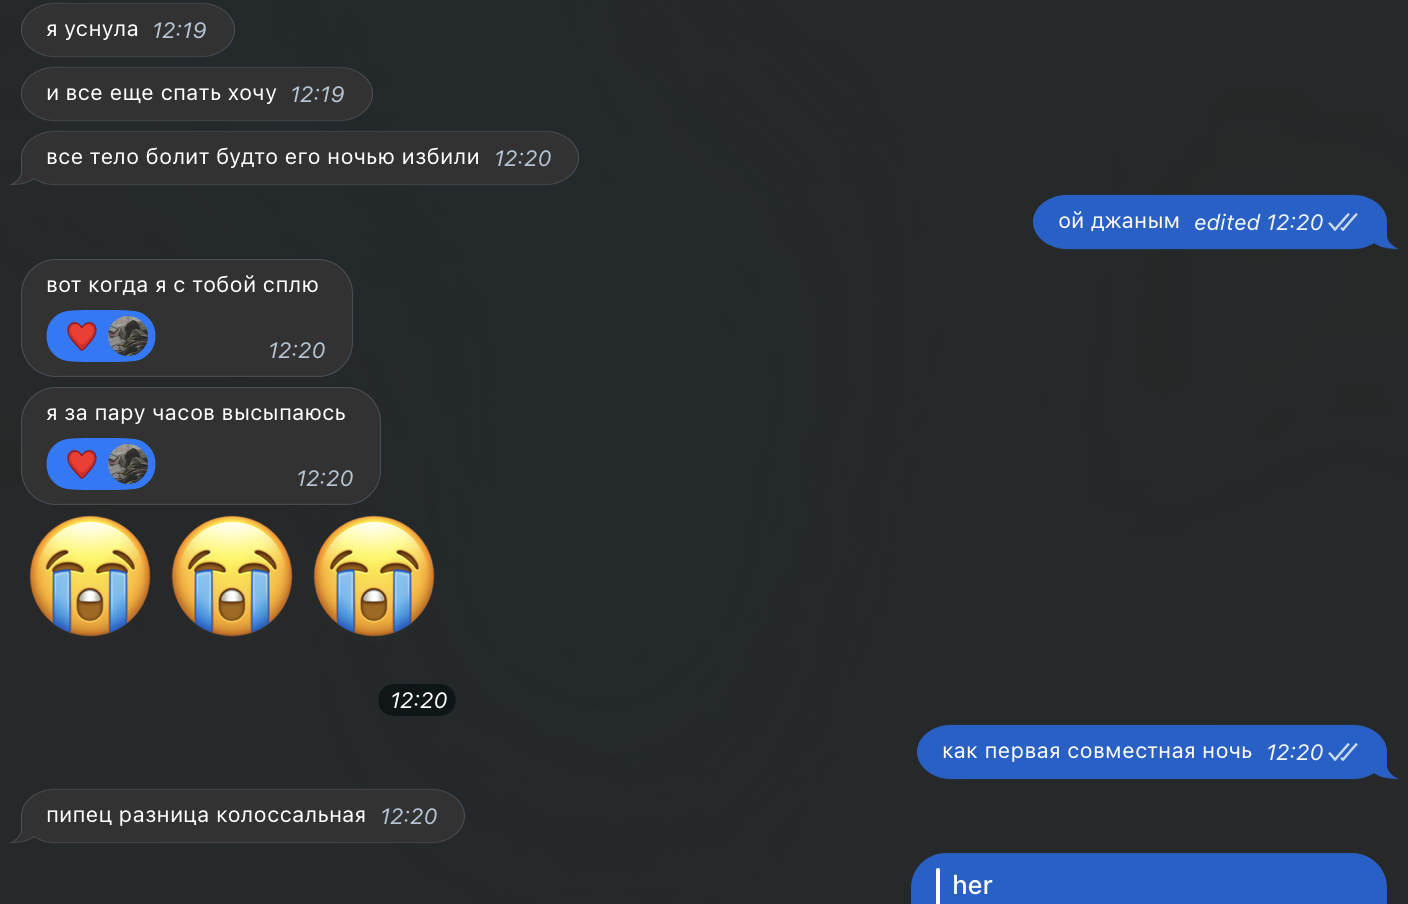 я уснула 12:19
и все еще спать хочу 12:19
все тело болит будто его ночью избили 12:20
ой джаным edited 12:20
вот когда я с тобой сплю
12:20
я за пару часов высыпаюсь
12:20
12:20
как первая совместная ночь 12:20
пипец разница колоссальная 12:20
her